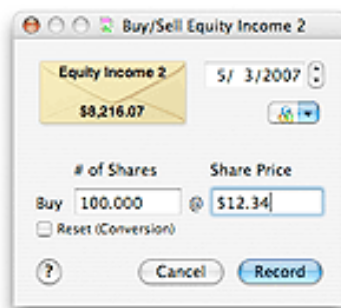 Buy/Sell Equity Income 2
Equity Income 2
5/ 3/2007
$8,216.07
# of Shares Share Price
Buy 100.000 @ $12.34
Reset (Conversion)
? Cancel Record